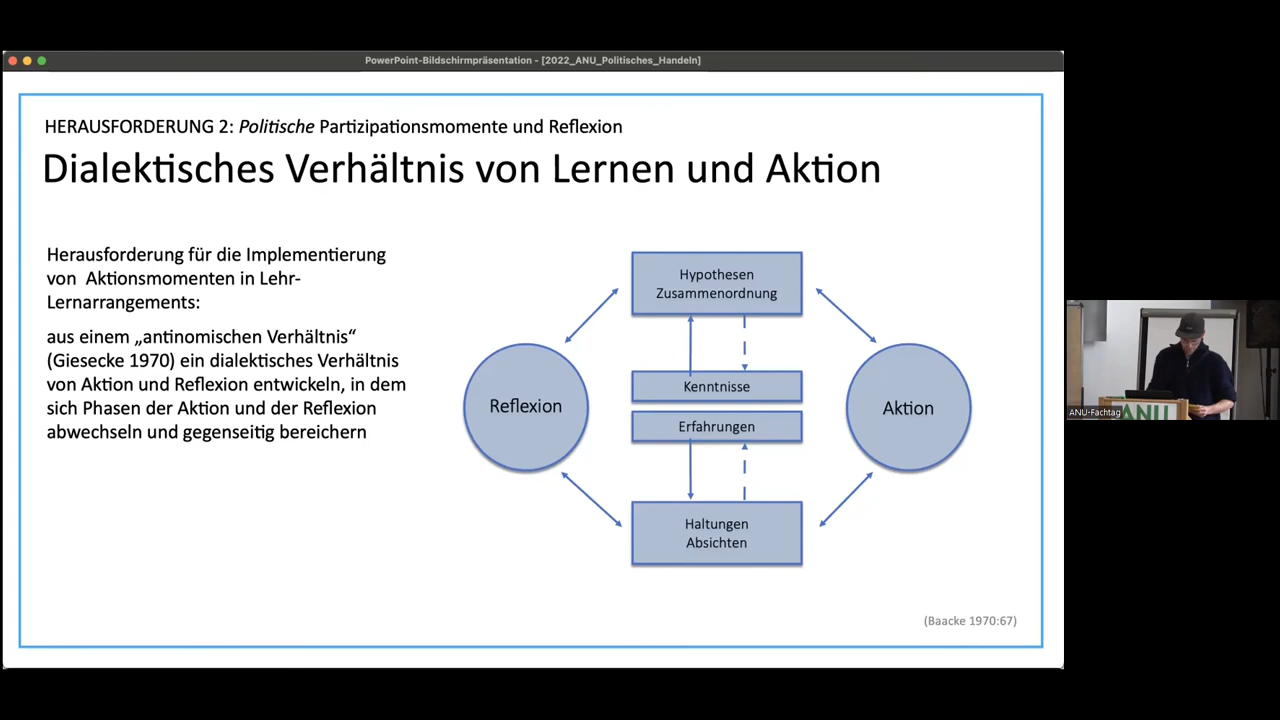 PowerPoint-Bildschirmpräsentation - [2022_ANU_Politisches_Handeln]
HERAUSFORDERUNG 2: Politische Partizipationsmomente und Reflexion
Dialektisches Verhältnis von Lernen und Aktion
Herausforderung für die Implementierung
von Aktionsmomenten in Lehr-
Lernarrangements:
aus einem „antinomischen Verhältnis“
(Giesecke 1970) ein dialektisches Verhältnis
von Aktion und Reflexion entwickeln, in dem
sich Phasen der Aktion und der Reflexion
abwechseln und gegenseitig bereichern
Hypothesen
Zusammenordnung
Kenntnisse
Reflexion
Aktion
Erfahrungen
Haltungen
Absichten
(Baacke 1970:67)
ANU-Fachtag
ANU